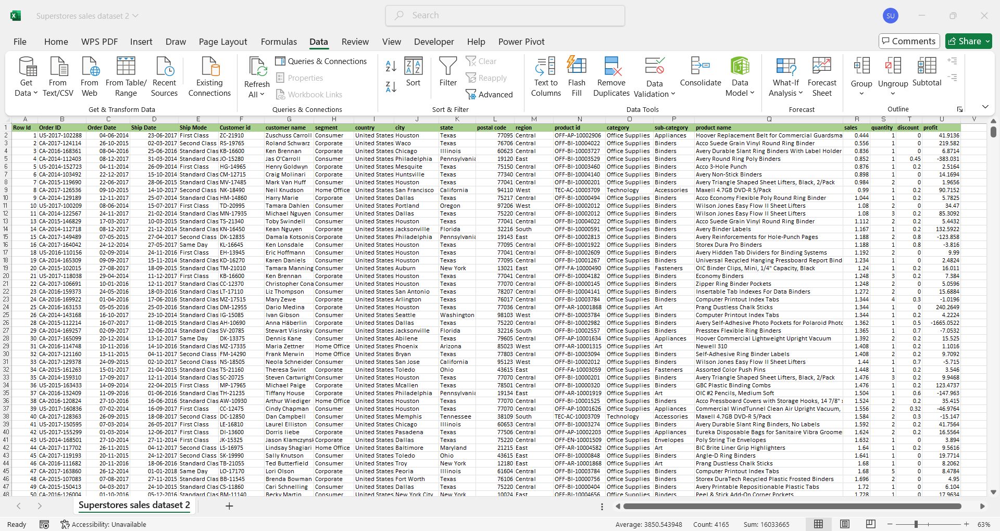 Superstores sales dataset 2
Search
SU
File Home WPS PDF Insert Draw Page Layout Formulas Data Review View Developer Help Power Pivot
Comments Share
Get Data From Text/CSV From Web From Table/ Range Recent Sources Existing Connections Refresh All Queries & Connections Properties Workbook Links Sort Filter Clear Reapply Advanced Text to Columns Flash Fill Remove Duplicates Data Validation Consolidate Data Model What-If Analysis Forecast Sheet Group Ungroup Subtotal
Get & Transform Data Queries & Connections Sort & Filter Data Tools Forecast Outline
A B C D E F G H I J K L M N O P Q R S T U V
1 Row Id Order ID Order Date Ship Date Ship Mode Customer id customer name segment country city state postal code region product id category sub-category product name sales quantity discount profit
2 1 US-2017-102288 04-06-2014 23-06-2017 First Class ZC-21910 Zuschuss Carroll Consumer United States Houston Texas 77095 Central OFF-AP-10002906 Office Supplies Appliances Hoover Replacement Belt for Commercial Guardsma 0.444 1 0 41.9136
3 2 CA-2017-124114 26-10-2015 02-03-2017 Second Class RS-19765 Roland Schwarz Corporate United States Waco Texas 76706 Central OFF-BI-10004022 Office Supplies Binders Acco Suede Grain Vinyl Round Ring Binder 0.556 1 0 219.582
4 3 CA-2016-168361 08-04-2016 25-06-2016 Standard Clas KB-16600 Ken Brennan Corporate United States Chicago Illinois 60623 Central OFF-BI-10003727 Office Supplies Binders Avery Durable Slant Ring Binders With Label Holder 0.836 1 0 6.8714
5 4 CA-2014-112403 08-12-2017 31-03-2014 Standard Clas JO-15280 Jas O'Carroll Consumer United States Philadelphia Pennsylvania 19120 East OFF-BI-10003529 Office Supplies Binders Avery Round Ring Poly Binders 0.852 1 0.45 -383.031
6 5 US-2014-152723 04-11-2014 26-09-2014 First Class HG-14965 Henry Goldwyn Corporate United States Mesquite Texas 75150 Central OFF-BI-10003460 Office Supplies Binders Acco 3-Hole Punch 0.876 1 0.2 2.5164
7 6 CA-2014-103492 22-12-2017 15-10-2014 Standard Clas CM-12715 Craig Molinari Corporate United States Huntsville Texas 77340 Central OFF-BI-10004140 Office Supplies Binders Avery Non-Stick Binders 0.898 1 0 14.1694
8 7 CA-2015-119690 22-06-2017 28-06-2015 Standard Clas MV-17485 Mark Van Huff Consumer United States Houston Texas 77041 Central OFF-BI-10000201 Office Supplies Binders Avery Triangle Shaped Sheet Lifters, Black, 2/Pack 0.984 2 0 1.9656
9 8 CA-2017-126536 09-10-2015 14-10-2017 Second Class NK-18490 Neil Knudson Home Office United States San Francisco California 94110 West TEC-AC-10003709 Technology Accessories Maxell 4.7GB DVD-R 5/Pack 0.99 1 0.2 90.7152
10 9 CA-2014-129189 12-11-2017 25-07-2014 Standard Clas HM-14860 Harry Marie Corporate United States Dallas Texas 75217 Central OFF-BI-10000494 Office Supplies Binders Acco Economy Flexible Poly Round Ring Binder 1.044 1 0.2 5.7825
11 10 US-2017-100209 08-06-2014 15-07-2017 First Class TD-20995 Tamara Dahlen Consumer United States Portland Oregon 97206 West OFF-BI-10002012 Office Supplies Binders Wilson Jones Easy Flow II Sheet Lifters 1.08 2 0 34.47
12 11 CA-2014-122567 24-11-2017 21-02-2014 Standard Clas MN-17935 Michael Nguyen Consumer United States Dallas Texas 75220 Central OFF-BI-10002012 Office Supplies Binders Wilson Jones Easy Flow II Sheet Lifters 1.08 3 0.2 85.3092
13 13 CA-2015-146829 17-03-2017 10-03-2015 Standard Clas TS-21340 Toby Swindell Consumer United States Houston Texas 77041 Central OFF-BI-10004022 Office Supplies Binders Acco Suede Grain Vinyl Round Ring Binder 1.112 2 0.2 5.4432
14 14 CA-2014-112718 08-12-2017 21-12-2014 Standard Clas KN-16450 Kean Nguyen Corporate United States Jacksonville Florida 32216 South OFF-BI-10000591 Office Supplies Binders Avery Binder Labels 1.167 1 0.2 132.5922
15 15 CA-2017-149489 07-05-2015 27-04-2017 Second Class DK-12835 Damala Kotsonis Corporate United States Philadelphia Pennsylvania 19143 East OFF-BI-10002813 Office Supplies Binders Avery Reinforcements for Hole-Punch Pages 1.188 2 0.8 -123.858
16 16 CA-2017-164042 24-12-2014 27-05-2017 Same Day KL-16645 Ken Lonsdale Consumer United States Houston Texas 77095 Central OFF-BI-10001922 Office Supplies Binders Storex Dura Pro Binders 1.188 1 0.8 -3.816
17 18 US-2016-110156 02-09-2014 24-11-2016 First Class EH-13945 Eric Hoffmann Consumer United States Houston Texas 77041 Central OFF-BI-10002609 Office Supplies Binders Avery Hidden Tab Dividers for Binding Systems 1.192 2 0 9.99
18 19 CA-2014-165309 09-09-2017 15-11-2014 Standard Clas KD-16270 Karen Daniels Consumer United States Houston Texas 77095 Central OFF-BI-10001267 Office Supplies Binders Universal Recycled Hanging Pressboard Report Bind 1.234 1 0 2.4824
19 20 CA-2015-102015 27-08-2017 18-09-2015 Standard Clas TM-21010 Tamara Manning Consumer United States Auburn New York 13021 East OFF-FA-10000490 Office Supplies Fasteners OIC Binder Clips, Mini, 1/4" Capacity, Black 1.24 1 0.2 16.011
20 21 US-2017-118038 29-04-2014 11-12-2017 First Class KB-16600 Ken Brennan Corporate United States Houston Texas 77041 Central OFF-BI-10004182 Office Supplies Binders Economy Binders 1.248 3 0.2 7.384
21 22 CA-2017-106691 10-01-2016 12-11-2017 Standard Clas CC-12370 Christopher Cona Consumer United States Houston Texas 77070 Central OFF-BI-10000145 Office Supplies Binders Zipper Ring Binder Pockets 1.248 2 0 5.0596
22 23 CA-2016-159373 24-05-2016 18-03-2016 Standard Clas LT-17110 Liz Thompson Consumer United States San Antonio Texas 78207 Central OFF-BI-10004141 Office Supplies Binders Insertable Tab Indexes For Data Binders 1.272 2 0 15.6884
23 24 CA-2016-169922 01-04-2016 17-06-2016 Standard Clas MZ-17515 Mary Zewe Corporate United States Arlington Texas 76017 Central OFF-BI-10003784 Office Supplies Binders Computer Printout Index Tabs 1.344 4 0.3 -1.0196
24 25 CA-2016-163153 05-05-2016 25-03-2016 Standard Clas DM-12955 Dario Medina Corporate United States Houston Texas 77036 Central OFF-AR-10001868 Office Supplies Art Prang Dustless Chalk Sticks 1.344 1 0 240.2649
25 26 CA-2014-143168 16-10-2017 23-10-2014 Standard Clas IG-15085 Ivan Gibson Consumer United States Seattle Washington 98103 West OFF-BI-10003784 Office Supplies Binders Computer Printout Index Tabs 1.344 1 0.2 4.2224
26 28 CA-2015-112214 16-07-2017 11-08-2015 Standard Clas AH-10690 Anna Häberlin Corporate United States Dallas Texas 75220 Central OFF-BI-10002982 Office Supplies Binders Avery Self-Adhesive Photo Pockets for Polaroid Photo 1.362 1 0.5 -1665.0522
27 29 CA-2014-169257 02-09-2017 12-06-2014 Standard Clas SV-20785 Stewart Visinsky Consumer United States Jacksonville Florida 32216 South OFF-BI-10002557 Office Supplies Binders Presstex Flexible Ring Binders 1.365 1 0.7 -7.0532
28 30 CA-2017-165099 20-12-2014 13-12-2017 Same Day DK-13375 Dennis Kane Consumer United States Abilene Texas 79605 Central OFF-AP-10001634 Office Supplies Appliances Hoover Commercial Lightweight Upright Vacuum 1.392 2 0.2 15.525
29 31 CA-2016-114748 10-11-2016 14-10-2016 Standard Clas MZ-17335 Maria Zettner Home Office United States Phoenix Arizona 85023 West OFF-AR-10001315 Office Supplies Art Newell 310 1.408 1 0.2 1.1016
30 32 CA-2017-121160 13-11-2015 04-11-2017 Second Class FM-14290 Frank Merwin Home Office United States Bryan Texas 77803 Central OFF-BI-10003094 Office Supplies Binders Self-Adhesive Ring Binder Labels 1.408 2 0.2 9.7092
31 33 CA-2017-129378 24-09-2015 02-10-2017 Second Class NS-18505 Neola Schneider Consumer United States San Jose California 95123 West OFF-BI-10002012 Office Supplies Binders Wilson Jones Easy Flow II Sheet Lifters 1.44 1 0.7 -5.715
32 34 CA-2015-161263 15-01-2017 21-04-2015 Standard Clas TS-21160 Theresa Swint Corporate United States Toledo Ohio 43615 East OFF-FA-10003059 Office Supplies Fasteners Assorted Color Push Pins 1.448 1 0.2 3.546
33 35 CA-2014-159310 17-09-2017 12-11-2014 Standard Clas SC-20725 Steven Cartwright Consumer United States Houston Texas 77070 Central OFF-BI-10000201 Office Supplies Binders Avery Triangle Shaped Sheet Lifters, Black, 2/Pack 1.476 3 0.2 9.9468
34 36 US-2015-163433 14-09-2014 22-04-2015 First Class MP-17965 Michael Paige Corporate United States Mcallen Texas 78501 Central OFF-BI-10000320 Office Supplies Binders GBC Plastic Binding Combs 1.476 1 0.2 123.4737
35 37 CA-2016-132409 11-09-2016 01-06-2016 Standard Clas TH-21235 Tiffany House Corporate United States Philadelphia Pennsylvania 19134 East OFF-AR-10001919 Office Supplies Art OIC #2 Pencils, Medium Soft 1.504 1 0.6 -147.963
36 38 CA-2016-120824 27-10-2016 16-06-2016 Standard Clas AW-10930 Arthur Wiediger Home Office United States Houston Texas 77070 Central OFF-BI-10001525 Office Supplies Binders Acco Pressboard Covers with Storage Hooks, 14 7/8" x 1.524 2 0.2 35.415
37 39 US-2017-160836 07-02-2014 16-09-2017 First Class CC-12475 Cindy Chapman Consumer United States Houston Texas 77070 Central OFF-AP-10001626 Office Supplies Appliances Commercial WindTunnel Clean Air Upright Vacuum, 1.556 2 0.32 -46.9764
38 40 CA-2017-128363 26-09-2015 18-08-2017 Second Class DC-12850 Dan Campbell Consumer United States Memphis Tennessee 38109 South TEC-AC-10003709 Technology Accessories Maxell 4.7GB DVD-R 5/Pack 1.584 2 0.3 -15.147
39 41 US-2017-150595 07-03-2014 26-05-2017 First Class LE-16810 Laurel Elliston Consumer United States Chicago Illinois 60653 Central OFF-BI-10003274 Office Supplies Binders Avery Durable Slant Ring Binders, No Labels 1.592 2 0.2 41.7564
40 42 US-2017-155299 01-03-2014 12-06-2017 First Class DI-13600 Dorris liebe Corporate United States Pasadena Texas 77506 Central OFF-AP-10002203 Office Supplies Appliances Eureka Disposable Bags for Sanitaire Vibra Groome 1.624 2 0.2 16.5564
41 43 US-2014-168501 27-10-2014 27-11-2014 First Class JK-15325 Jason Klamczynsk Corporate United States Dallas Texas 75220 Central OFF-EN-10001509 Office Supplies Envelopes Poly String Tie Envelopes 1.632 1 0 3.894
42 44 CA-2017-117702 26-11-2015 04-12-2017 Second Class LS-16975 Lindsay Shagiari Home Office United States Baltimore Maryland 21215 East OFF-AR-10004582 Office Supplies Art BIC Brite Liner Grip Highlighters 1.64 1 0.2 9.5616
43 45 CA-2017-119193 20-11-2015 24-12-2017 Second Class SK-19990 Sally Knutson Consumer United States Toledo Ohio 43615 East OFF-BI-10000848 Office Supplies Binders Angle-D Ring Binders 1.641 1 0 19.7714
44 46 CA-2016-111682 20-11-2016 18-06-2016 Standard Clas TB-21055 Ted Butterfield Consumer United States Troy New York 12180 East OFF-AR-10001868 Office Supplies Art Prang Dustless Chalk Sticks 1.68 1 0 8.2062
45 47 CA-2017-163860 26-12-2014 01-01-2018 Same Day LO-17170 Lori Olson Corporate United States Peoria Illinois 61604 Central OFF-BI-10003784 Office Supplies Binders Computer Printout Index Tabs 1.68 5 0 8.4784
46 48 CA-2015-107083 07-08-2017 27-11-2015 Standard Clas BB-11545 Brenda Bowman Corporate United States Fort Worth Texas 76106 Central OFF-BI-10000756 Office Supplies Binders Storex DuraTech Recycled Plastic Frosted Binders 1.696 2 0 4.95
47 49 CA-2015-150413 04-03-2017 24-10-2015 Standard Clas CS-11860 Cari Schnelling Consumer United States Dallas Texas 75220 Central OFF-BI-10000404 Office Supplies Binders Avery Printable Repositionable Plastic Tabs 1.72 1 0 6.104
48 50 CA-2016-126004 01-10-2016 05-12-2016 Standard Clas BM-11140 Becky Martin Consumer United States New York City New York 10024 East OFF-BI-10004656 Office Supplies Binders Peel & Stick Add-On Corner Pockets 1.728 1 0 17.9634
Superstores sales dataset 2
Ready Accessibility: Unavailable Average: 3850.543948 Count: 4165 Sum: 16033665 63%